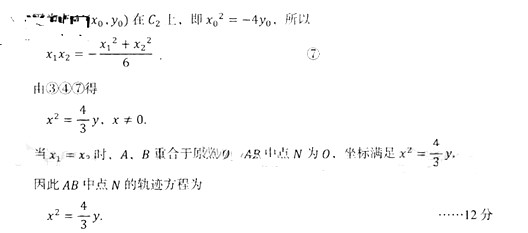 (x₀, y₀) 在 C₂ 上, 即 x₀² = −4y₀, 所以
x₁x₂ = −(x₁² + x₂²)/6 . ⑦
由③④⑦得
x² = 4/3 y, x ≠ 0.
当 x₁ = x₂ 时, A、B 重合于原点 O, AB 中点 N 为 O, 坐标满足 x² = 4/3 y.
因此 AB 中点 N 的轨迹方程为
x² = 4/3 y. ……12 分